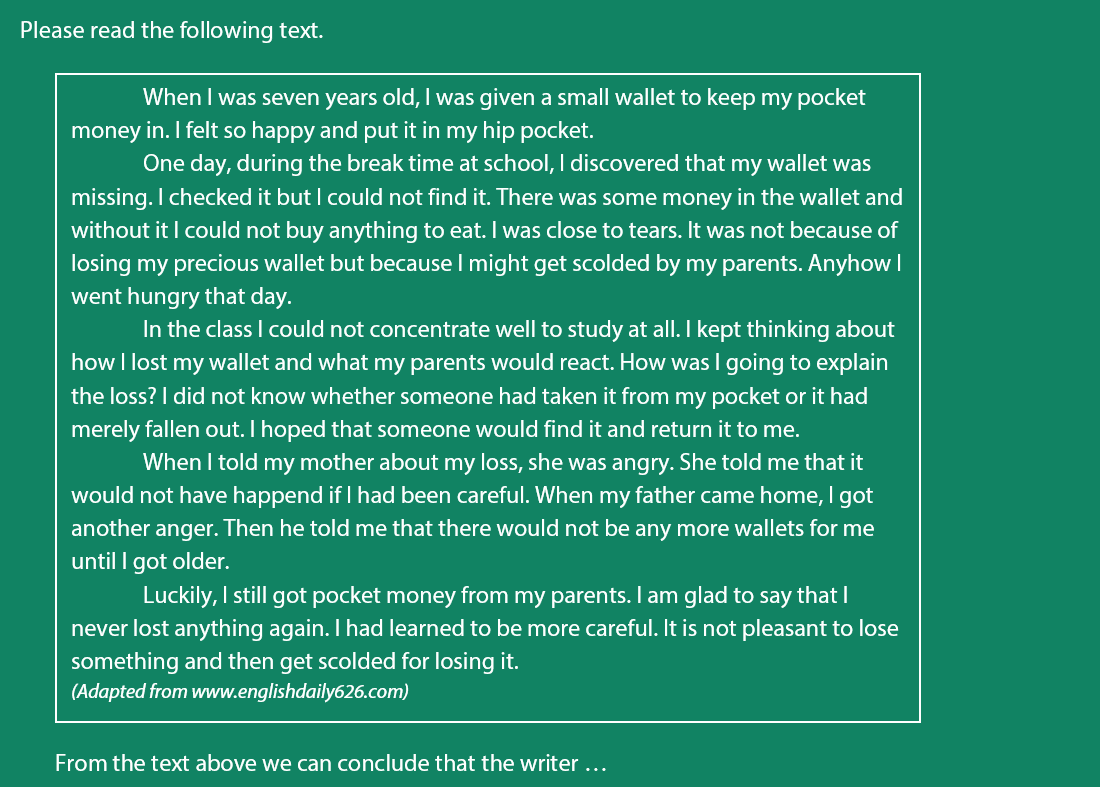 Please read the following text.
When I was seven years old, I was given a small wallet to keep my pocket
money in. I felt so happy and put it in my hip pocket.
One day, during the break time at school, I discovered that my wallet was
missing. I checked it but I could not find it. There was some money in the wallet and
without it I could not buy anything to eat. I was close to tears. It was not because of
losing my precious wallet but because I might get scolded by my parents. Anyhow I
went hungry that day.
In the class I could not concentrate well to study at all. I kept thinking about
how I lost my wallet and what my parents would react. How was I going to explain
the loss? I did not know whether someone had taken it from my pocket or it had
merely fallen out. I hoped that someone would find it and return it to me.
When I told my mother about my loss, she was angry. She told me that it
would not have happend if I had been careful. When my father came home, I got
another anger. Then he told me that there would not be any more wallets for me
until I got older.
Luckily, I still got pocket money from my parents. I am glad to say that I
never lost anything again. I had learned to be more careful. It is not pleasant to lose
something and then get scolded for losing it.
(Adapted from www.englishdaily626.com)
From the text above we can conclude that the writer …